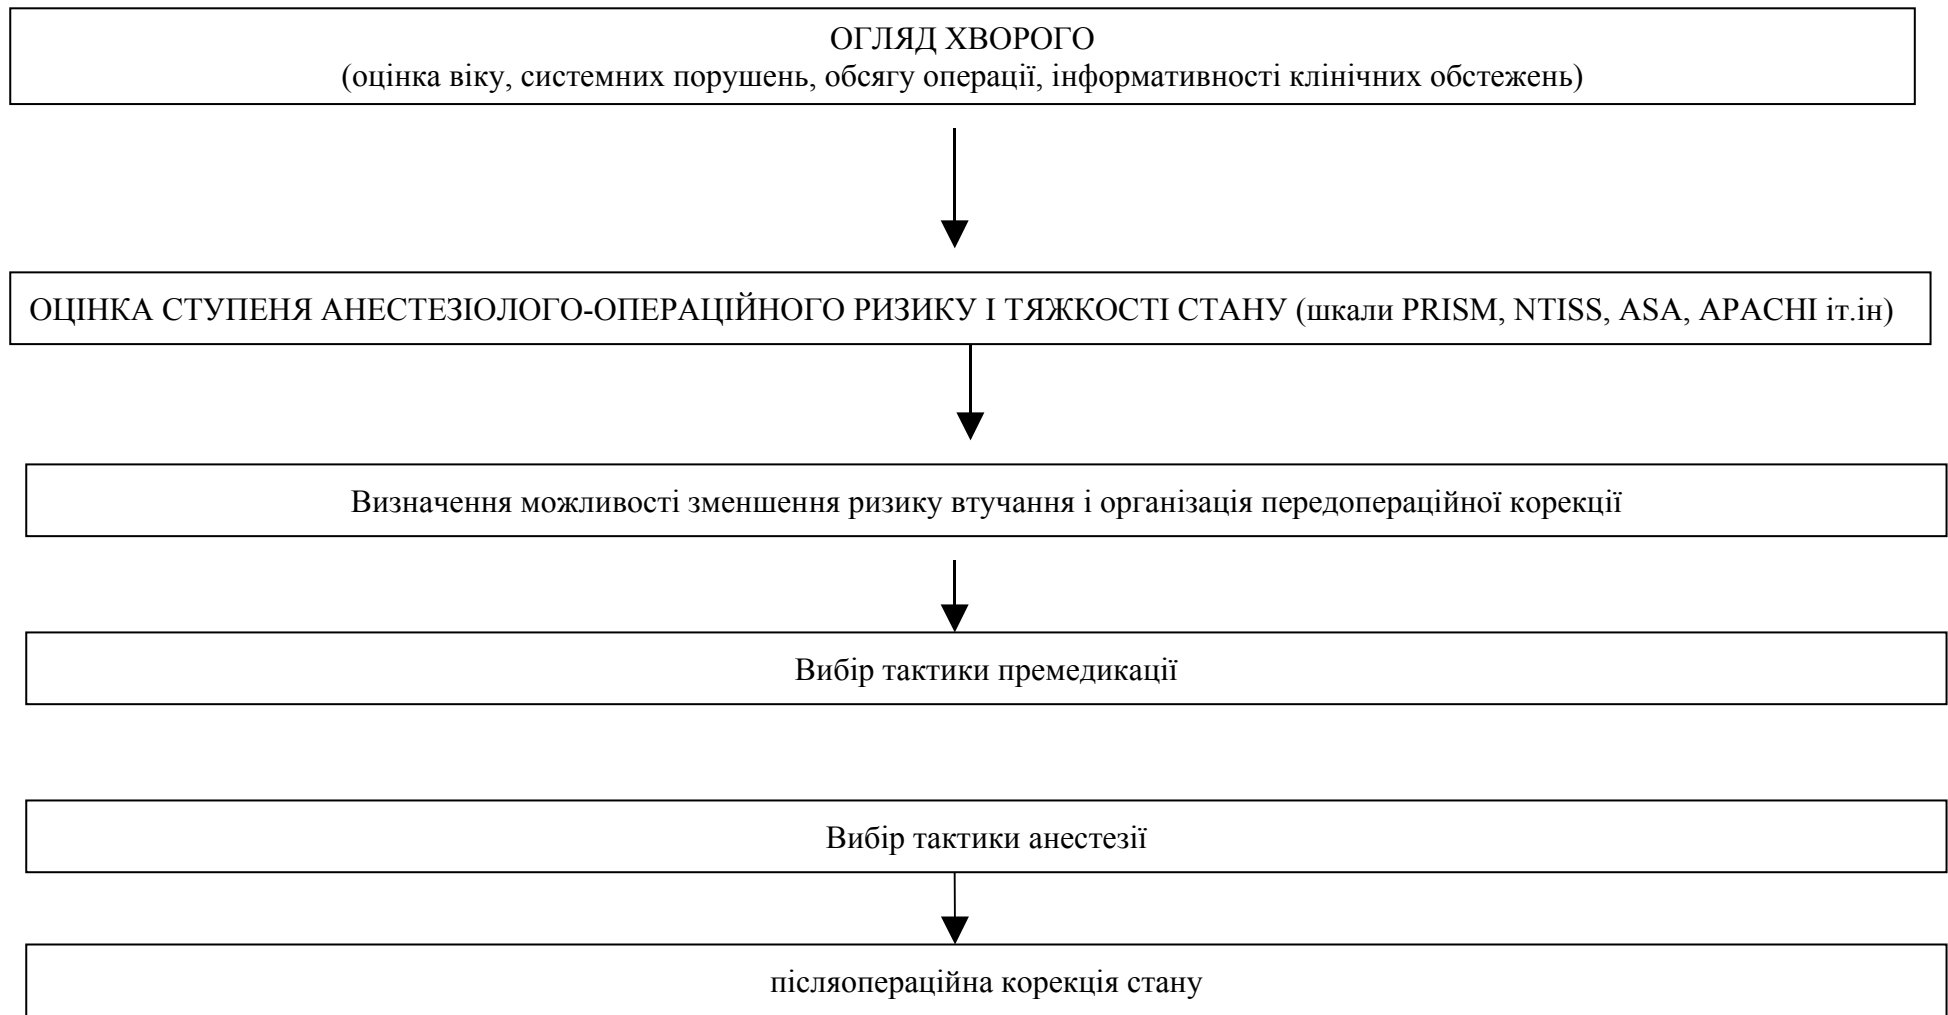 ОГЛЯД ХВОРОГО
(оцінка віку, системних порушень, обсягу операції, інформативності клінічних обстежень)
ОЦІНКА СТУПЕНЯ АНЕСТЕЗІОЛОГО-ОПЕРАЦІЙНОГО РИЗИКУ І ТЯЖКОСТІ СТАНУ (шкали PRISM, NTISS, ASA, APACHI іт.ін)
Визначення можливості зменшення ризику втучання і організація передопераційної корекції
Вибір тактики премедикації
Вибір тактики анестезії
післяопераційна корекція стану